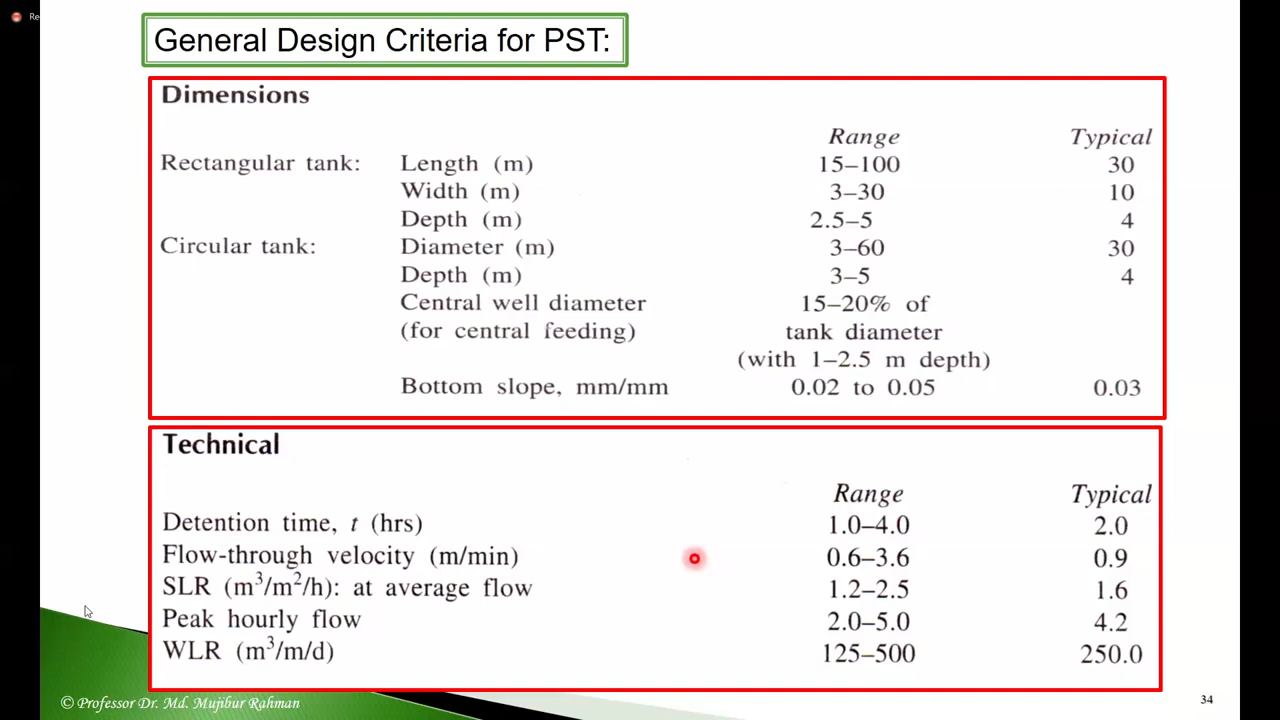 Re
General Design Criteria for PST:
Dimensions
Range Typical
Rectangular tank: Length (m) 15–100 30
Width (m) 3–30 10
Depth (m) 2.5–5 4
Circular tank: Diameter (m) 3–60 30
Depth (m) 3–5 4
Central well diameter 15–20% of
(for central feeding) tank diameter
(with 1–2.5 m depth)
Bottom slope, mm/mm 0.02 to 0.05 0.03
Technical
Range Typical
Detention time, t (hrs) 1.0–4.0 2.0
Flow-through velocity (m/min) 0.6–3.6 0.9
SLR (m³/m²/h): at average flow 1.2–2.5 1.6
Peak hourly flow 2.0–5.0 4.2
WLR (m³/m/d) 125–500 250.0
© Professor Dr. Md. Mujibur Rahman
34